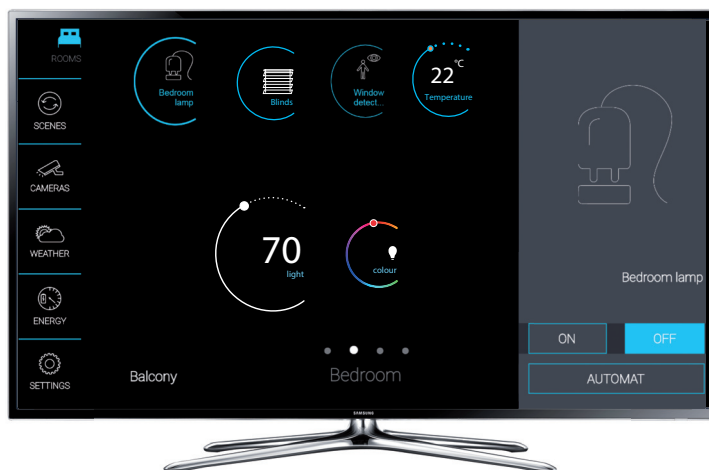 ROOMS
SCENES
CAMERAS
WEATHER
ENERGY
SETTINGS
Bedroom
lamp
Blinds
Window
detect...
22°C
Temperature
70
light
colour
Balcony
Bedroom
Bedroom lamp
ON
OFF
AUTOMAT
SAMSUNG